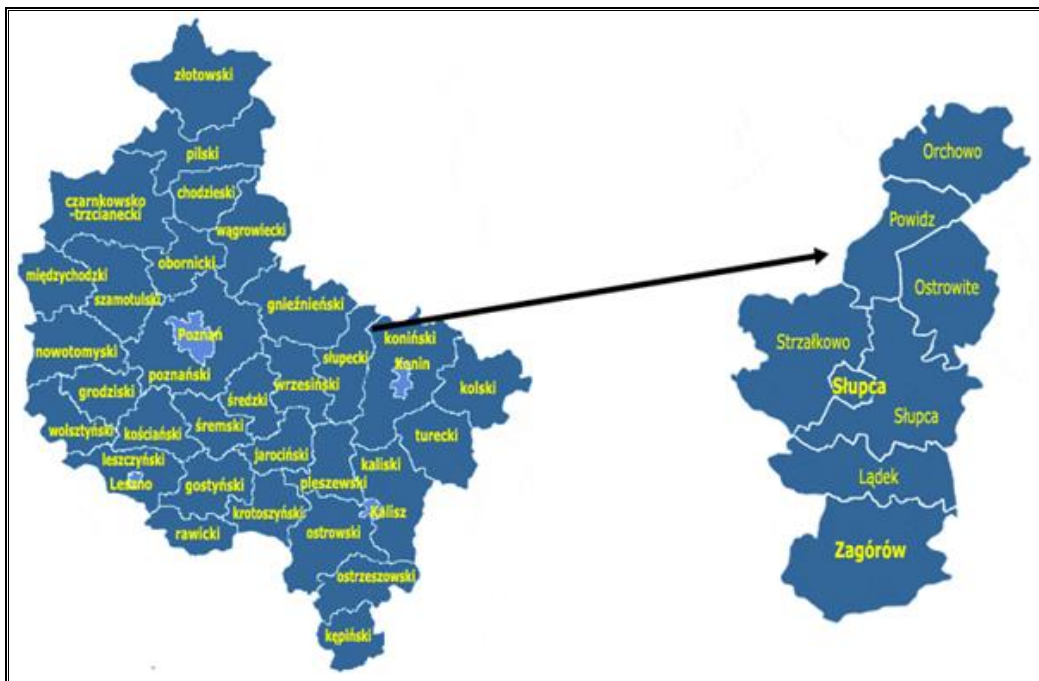 złotowski
pilski
chodzieski
czarnkowsko
-trzcianecki
wągrowiecki
obornicki
międzychodzki
szamotulski
gnieźnieński
Poznań
koniński
nowotomyski
słupecki
Konin
poznański
wrzesiński
kolski
grodziski
średzki
wolsztyński
kościański
śremski
turecki
jarociński
leszczyński
kaliski
Leszno
gostyński
pleszewski
krotoszyński
Kalisz
rawicki
ostrowski
ostrzeszowski
kępiński
Orchowo
Powidz
Ostrowite
Strzałkowo
Słupca
Słupca
Lądek
Zagórów